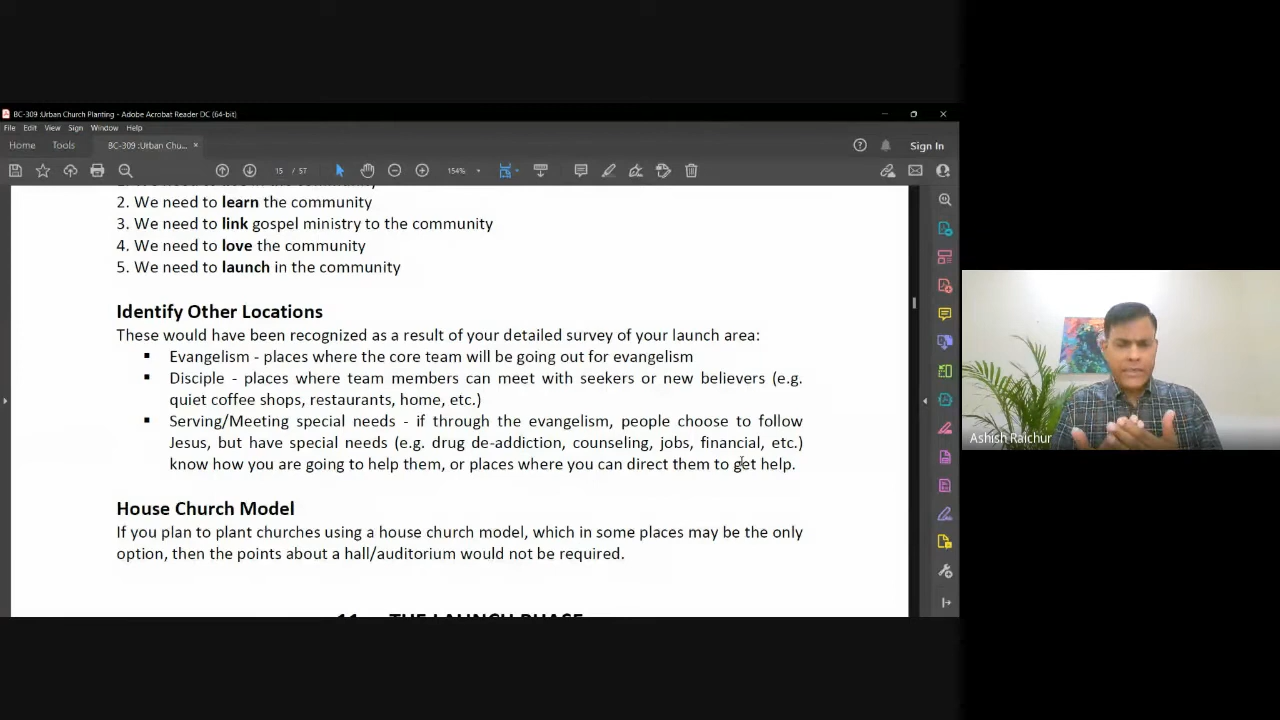 BC-309 :Urban Church Planting - Adobe Acrobat Reader DC (64-bit)
File Edit View Sign Window Help
Home Tools BC-309 :Urban Chu... × Sign In
15 / 57 154%
2. We need to learn the community
3. We need to link gospel ministry to the community
4. We need to love the community
5. We need to launch in the community
Identify Other Locations
These would have been recognized as a result of your detailed survey of your launch area:
▪ Evangelism - places where the core team will be going out for evangelism
▪ Disciple - places where team members can meet with seekers or new believers (e.g.
quiet coffee shops, restaurants, home, etc.)
▪ Serving/Meeting special needs - if through the evangelism, people choose to follow
Jesus, but have special needs (e.g. drug de-addiction, counseling, jobs, financial, etc.)
know how you are going to help them, or places where you can direct them to get help.
House Church Model
If you plan to plant churches using a house church model, which in some places may be the only
option, then the points about a hall/auditorium would not be required.
11. THE LAUNCH PHASE
Ashish Raichur